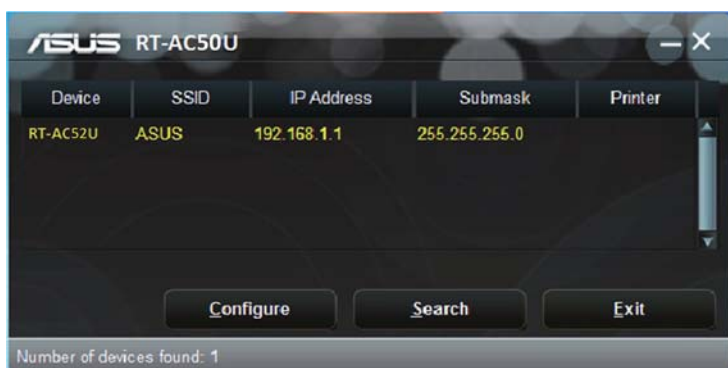 ASUS RT-AC50U
Device SSID IP Address Submask Printer
RT-AC52U ASUS 192.168.1.1 255.255.255.0
Configure Search Exit
Number of devices found: 1